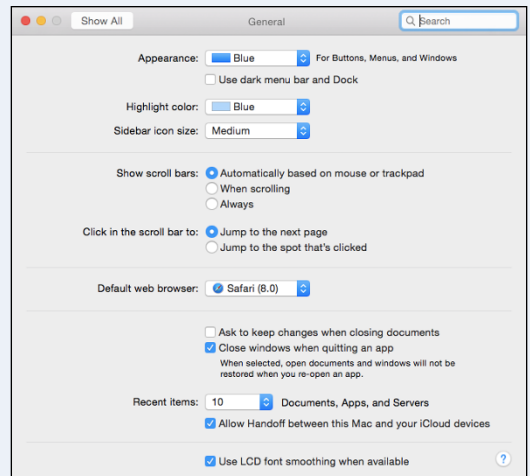 Show All General Search
Appearance: Blue For Buttons, Menus, and Windows
Use dark menu bar and Dock
Highlight color: Blue
Sidebar icon size: Medium
Show scroll bars: Automatically based on mouse or trackpad
When scrolling
Always
Click in the scroll bar to: Jump to the next page
Jump to the spot that's clicked
Default web browser: Safari (8.0)
Ask to keep changes when closing documents
Close windows when quitting an app
When selected, open documents and windows will not be
restored when you re-open an app.
Recent items: 10 Documents, Apps, and Servers
Allow Handoff between this Mac and your iCloud devices
Use LCD font smoothing when available ?